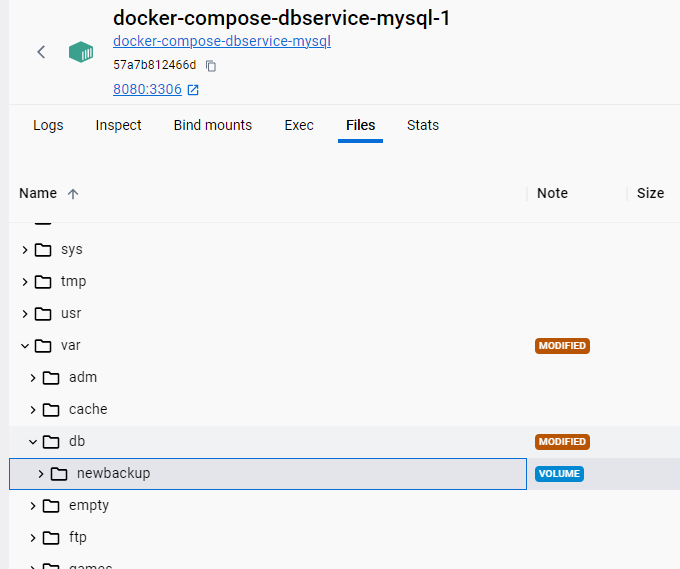 docker-compose-dbservice-mysql-1
docker-compose-dbservice-mysql
57a7b812466d
8080:3306
Logs Inspect Bind mounts Exec Files Stats
Name Note Size
sys
tmp
usr
var MODIFIED
adm
cache
db MODIFIED
newbackup VOLUME
empty
ftp
games